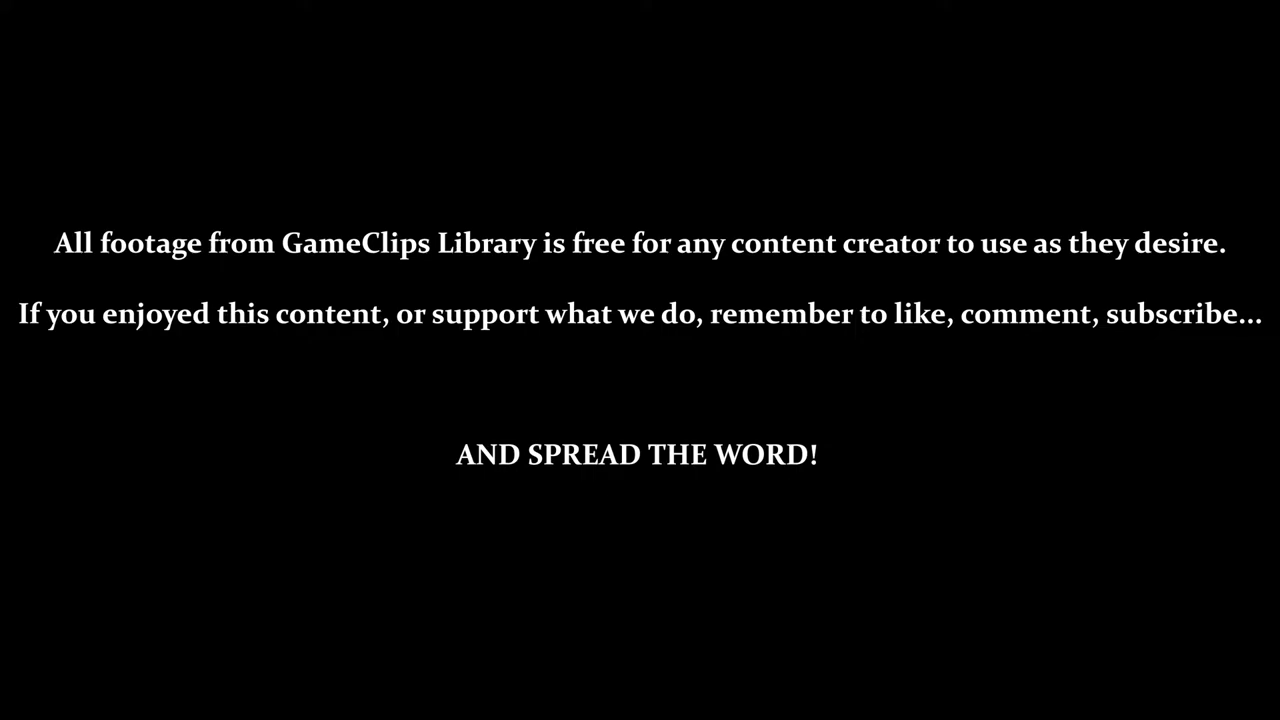 All footage from GameClips Library is free for any content creator to use as they desire.
If you enjoyed this content, or support what we do, remember to like, comment, subscribe...
AND SPREAD THE WORD!